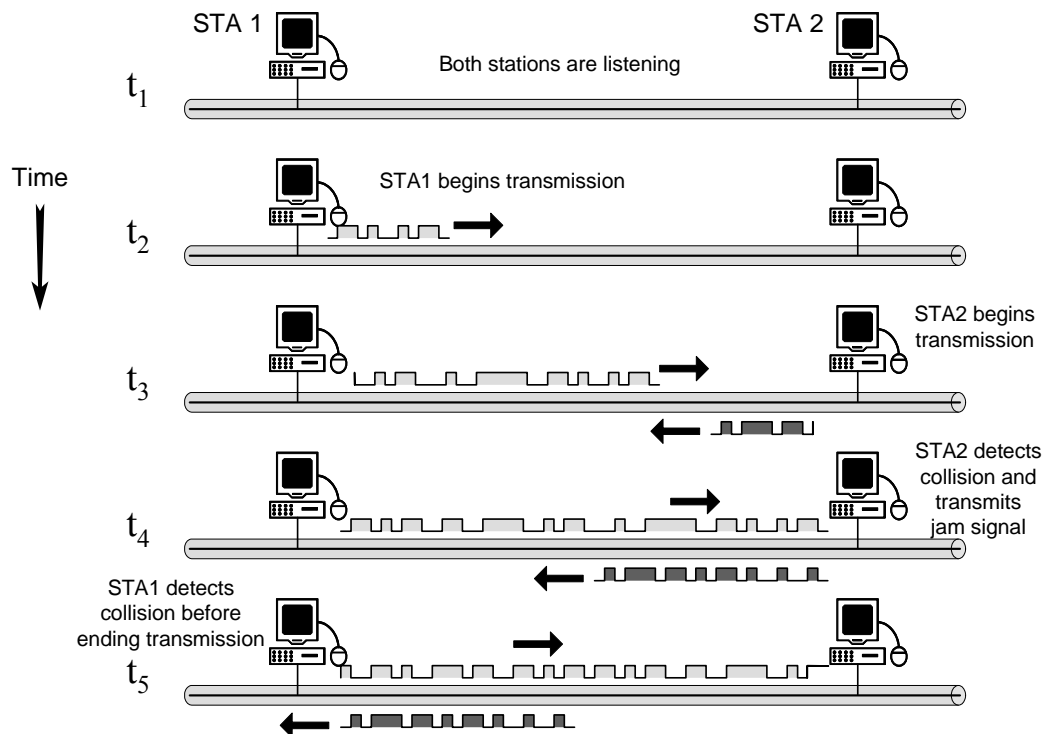 STA 1
STA 2
Both stations are listening
t1
Time
STA1 begins transmission
t2
STA2 begins
transmission
t3
STA2 detects
collision and
transmits
jam signal
t4
STA1 detects
collision before
ending transmission
t5